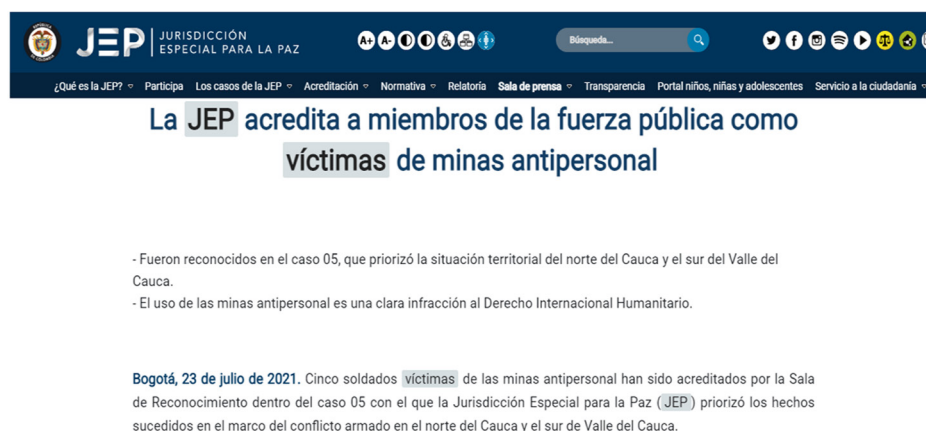 JEP JURISDICCIÓN
ESPECIAL PARA LA PAZ
A+ A-
Búsqueda...
¿Qué es la JEP? Participa Los casos de la JEP Acreditación Normativa Relatoría Sala de prensa Transparencia Portal niños, niñas y adolescentes Servicio a la ciudadanía
La JEP acredita a miembros de la fuerza pública como
víctimas de minas antipersonal
- Fueron reconocidos en el caso 05, que priorizó la situación territorial del norte del Cauca y el sur del Valle del
Cauca.
- El uso de las minas antipersonal es una clara infracción al Derecho Internacional Humanitario.
Bogotá, 23 de julio de 2021. Cinco soldados víctimas de las minas antipersonal han sido acreditados por la Sala
de Reconocimiento dentro del caso 05 con el que la Jurisdicción Especial para la Paz (JEP) priorizó los hechos
sucedidos en el marco del conflicto armado en el norte del Cauca y el sur de Valle del Cauca.